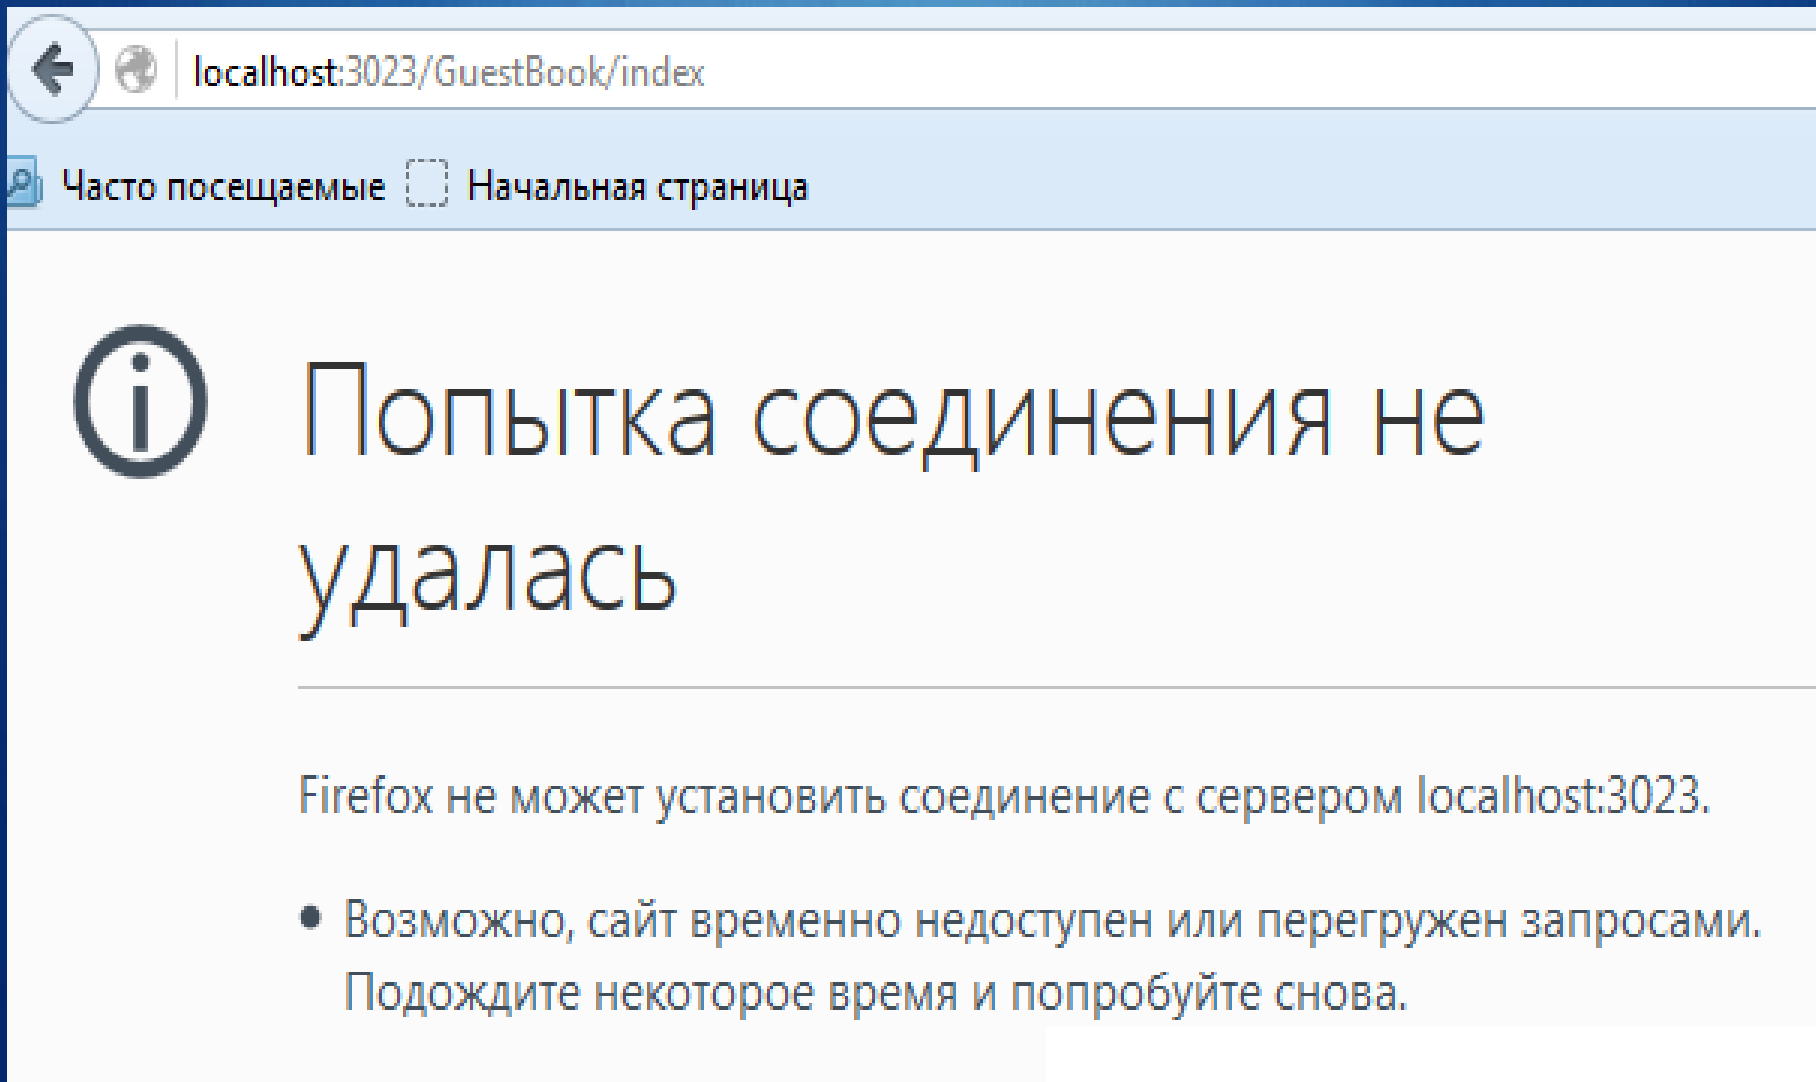 localhost:3023/GuestBook/index
Часто посещаемые Начальная страница
Попытка соединения не
удалась
Firefox не может установить соединение с сервером localhost:3023.
• Возможно, сайт временно недоступен или перегружен запросами.
Подождите некоторое время и попробуйте снова.